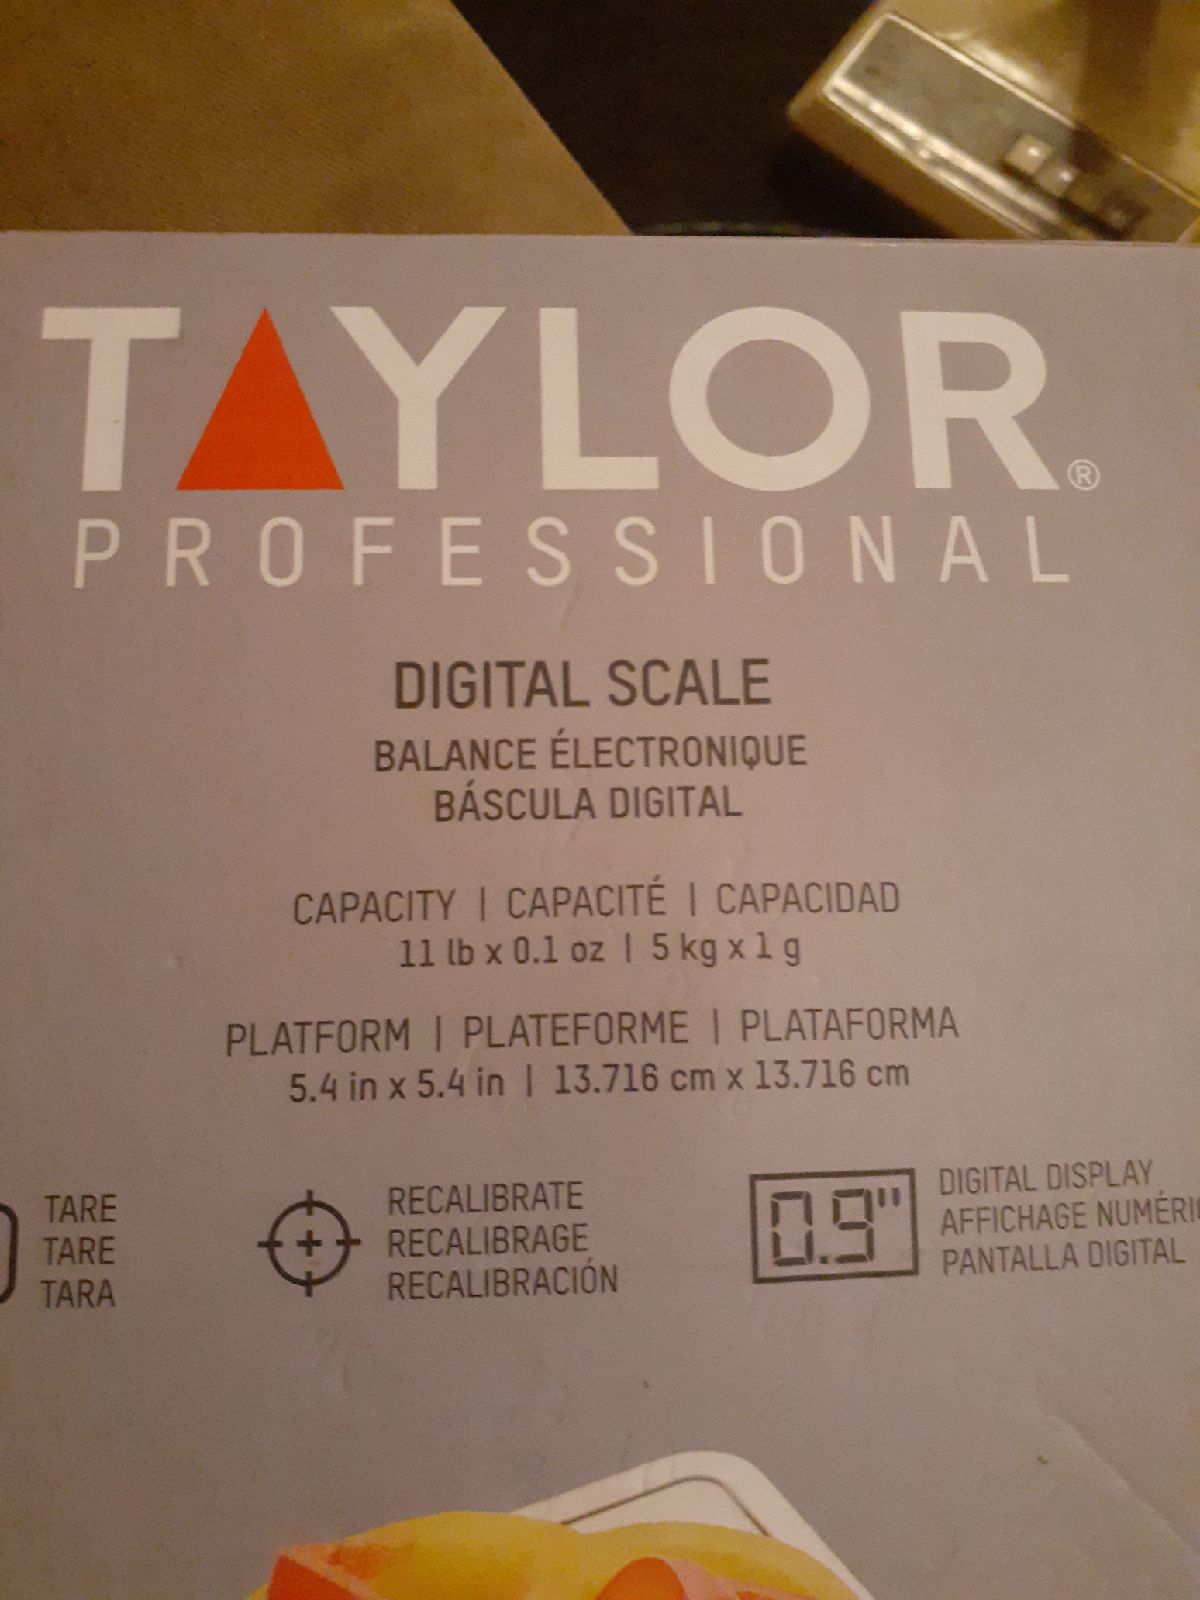 TAYLOR®
PROFESSIONAL
DIGITAL SCALE
BALANCE ÉLECTRONIQUE
BÁSCULA DIGITAL
CAPACITY | CAPACITÉ | CAPACIDAD
11 lb x 0.1 oz | 5 kg x 1 g
PLATFORM | PLATEFORME | PLATAFORMA
5.4 in x 5.4 in | 13.716 cm x 13.716 cm
TARE
TARE
TARA
RECALIBRATE
RECALIBRAGE
RECALIBRACIÓN
0.9"
DIGITAL DISPLAY
AFFICHAGE
PANTALLA DIGITAL